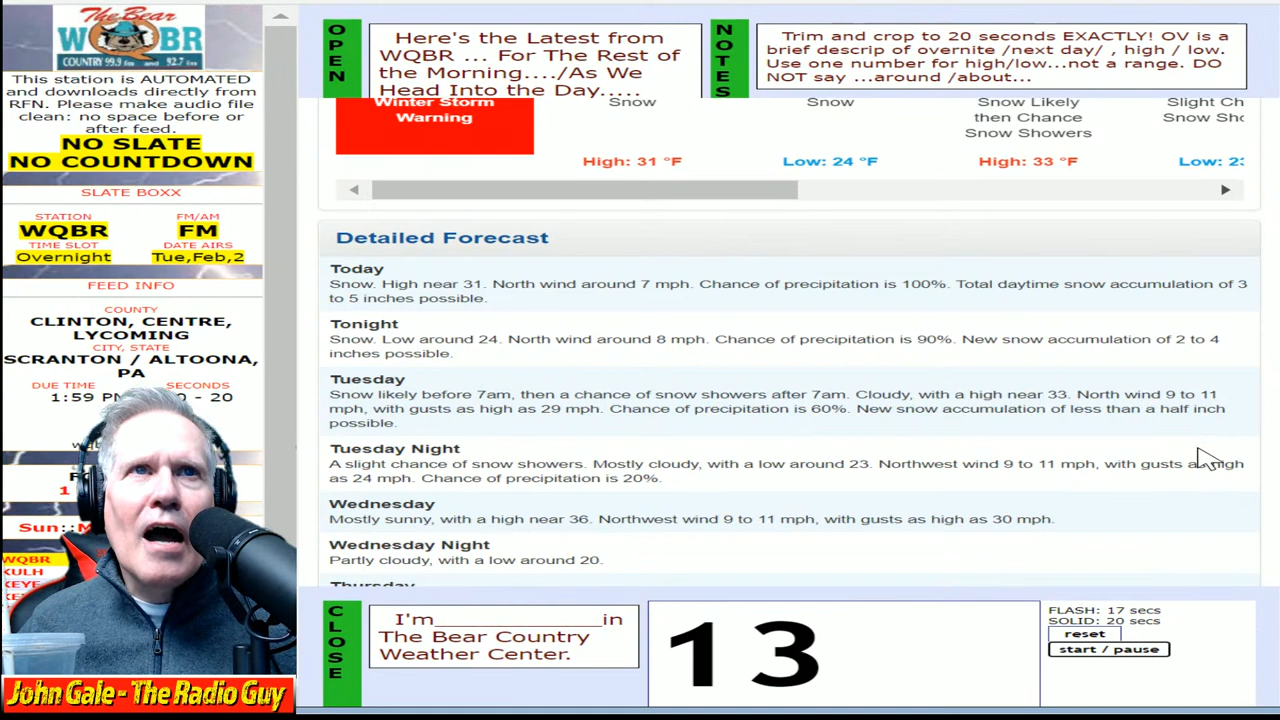 The Bear
WQBR
COUNTRY 99.9 fm and 92.7 fm
This station is AUTOMATED
and downloads directly from
RFN. Please make audio file
clean: no space before or
after feed.
NO SLATE
NO COUNTDOWN
SLATE BOXX
STATION FM/AM
WQBR FM
TIME SLOT DATE AIRS
Overnight Tue,Feb,2
FEED INFO
COUNTY
CLINTON, CENTRE,
LYCOMING
CITY, STATE
SCRANTON / ALTOONA,
PA
DUE TIME SECONDS
1:59 - 20
WQBR
KULH
John Gale - The Radio Guy
OPEN
Here's the Latest from
WQBR ... For The Rest of
the Morning..../As We
Head Into the Day.....
NOTES
Trim and crop to 20 seconds EXACTLY! OV is a
brief descrip of overnite /next day/ , high / low.
Use one number for high/low...not a range. DO
NOT say ...around /about...
Winter Storm
Warning
Snow
High: 31 °F
Snow
Low: 24 °F
Snow Likely
then Chance
Snow Showers
High: 33 °F
Slight Ch
Snow Sho
Low: 23
Detailed Forecast
Today
Snow. High near 31. North wind around 7 mph. Chance of precipitation is 100%. Total daytime snow accumulation of 3
to 5 inches possible.
Tonight
Snow. Low around 24. North wind around 8 mph. Chance of precipitation is 90%. New snow accumulation of 2 to 4
inches possible.
Tuesday
Snow likely before 7am, then a chance of snow showers after 7am. Cloudy, with a high near 33. North wind 9 to 11
mph, with gusts as high as 29 mph. Chance of precipitation is 60%. New snow accumulation of less than a half inch
possible.
Tuesday Night
A slight chance of snow showers. Mostly cloudy, with a low around 23. Northwest wind 9 to 11 mph, with gusts as high
as 24 mph. Chance of precipitation is 20%.
Wednesday
Mostly sunny, with a high near 36. Northwest wind 9 to 11 mph, with gusts as high as 30 mph.
Wednesday Night
Partly cloudy, with a low around 20.
Thursday
CLOSE
I'm____________in
The Bear Country
Weather Center.
13
FLASH: 17 secs
SOLID: 20 secs
reset
start / pause